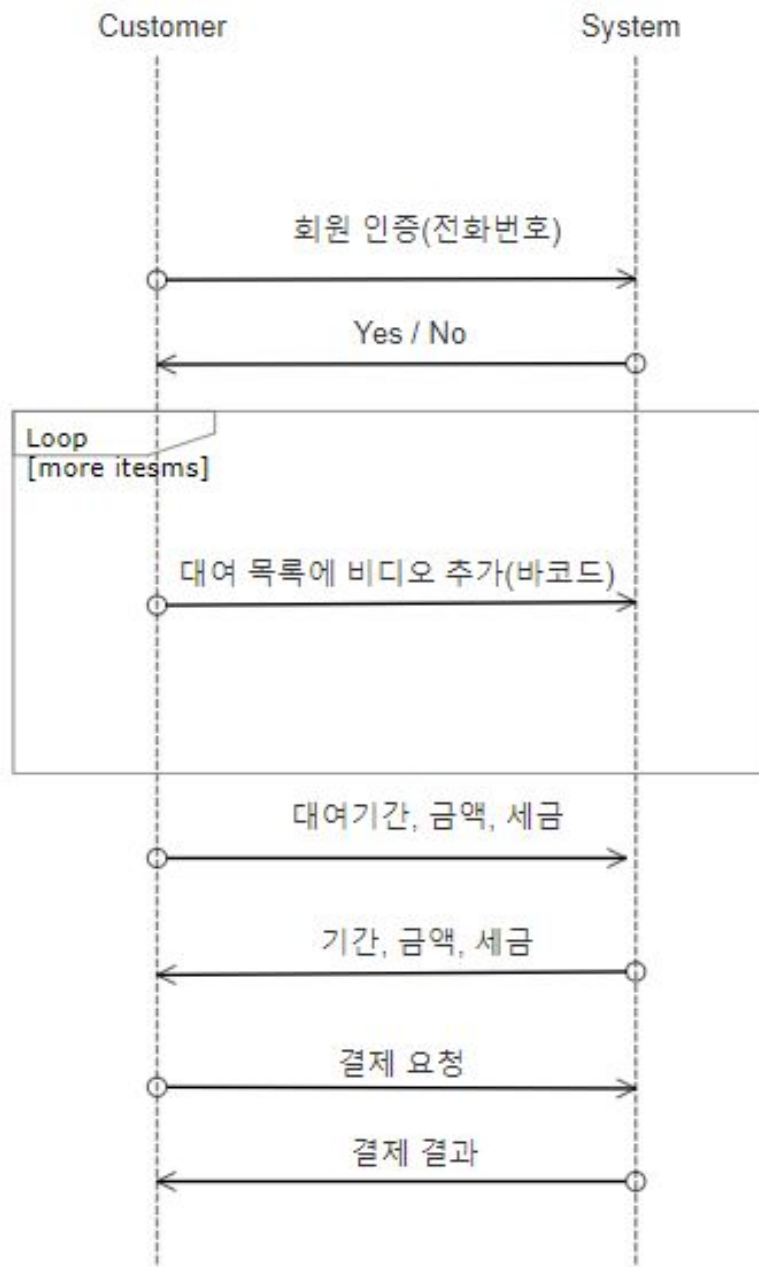 Customer
System
회원 인증(전화번호)
Yes / No
Loop
[more itesms]
대여 목록에 비디오 추가(바코드)
대여기간, 금액, 세금
기간, 금액, 세금
결제 요청
결제 결과